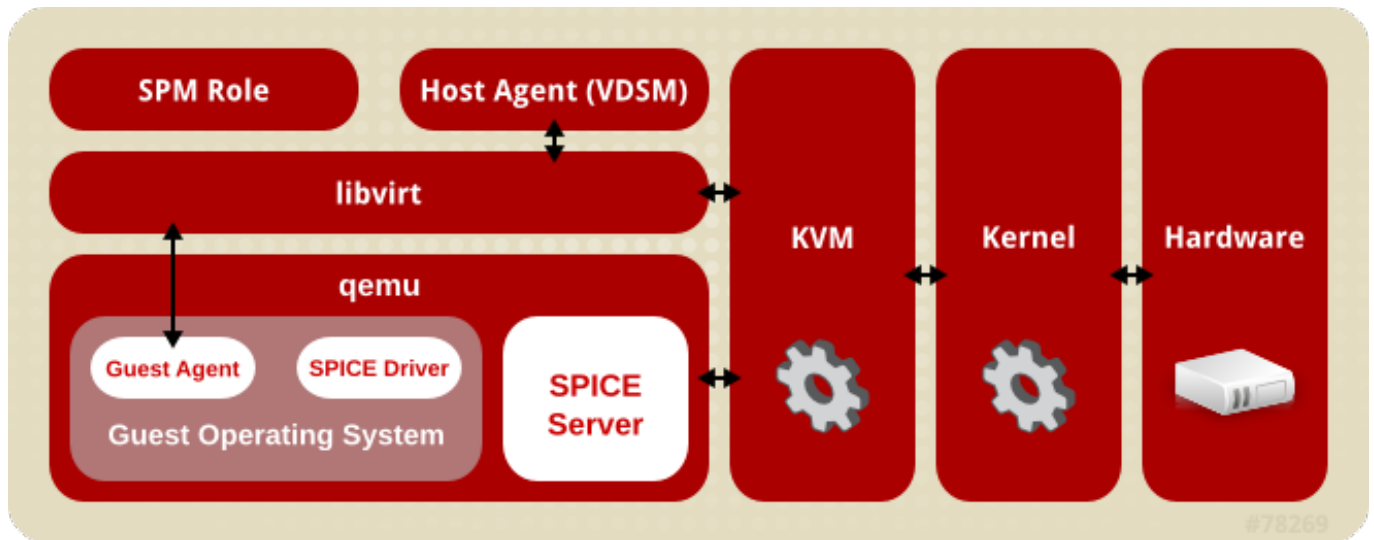 SPM Role
Host Agent (VDSM)
libvirt
KVM
Kernel
Hardware
qemu
Guest Agent
SPICE Driver
Guest Operating System
SPICE
Server
#78269